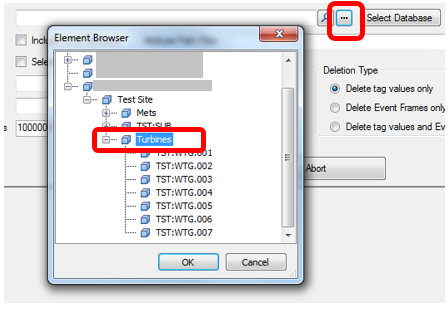 ... Select Database
Element Browser
Inclu
Sele
Deletion Type
Test Site
Delete tag values only
Mets
Delete Event Frames only
TST:SUB
s 100000
Delete tag values and Ev
Turbines
TST:WTG.001
TST:WTG.002
Abort
TST:WTG.003
TST:WTG.004
TST:WTG.005
TST:WTG.006
TST:WTG.007
OK Cancel